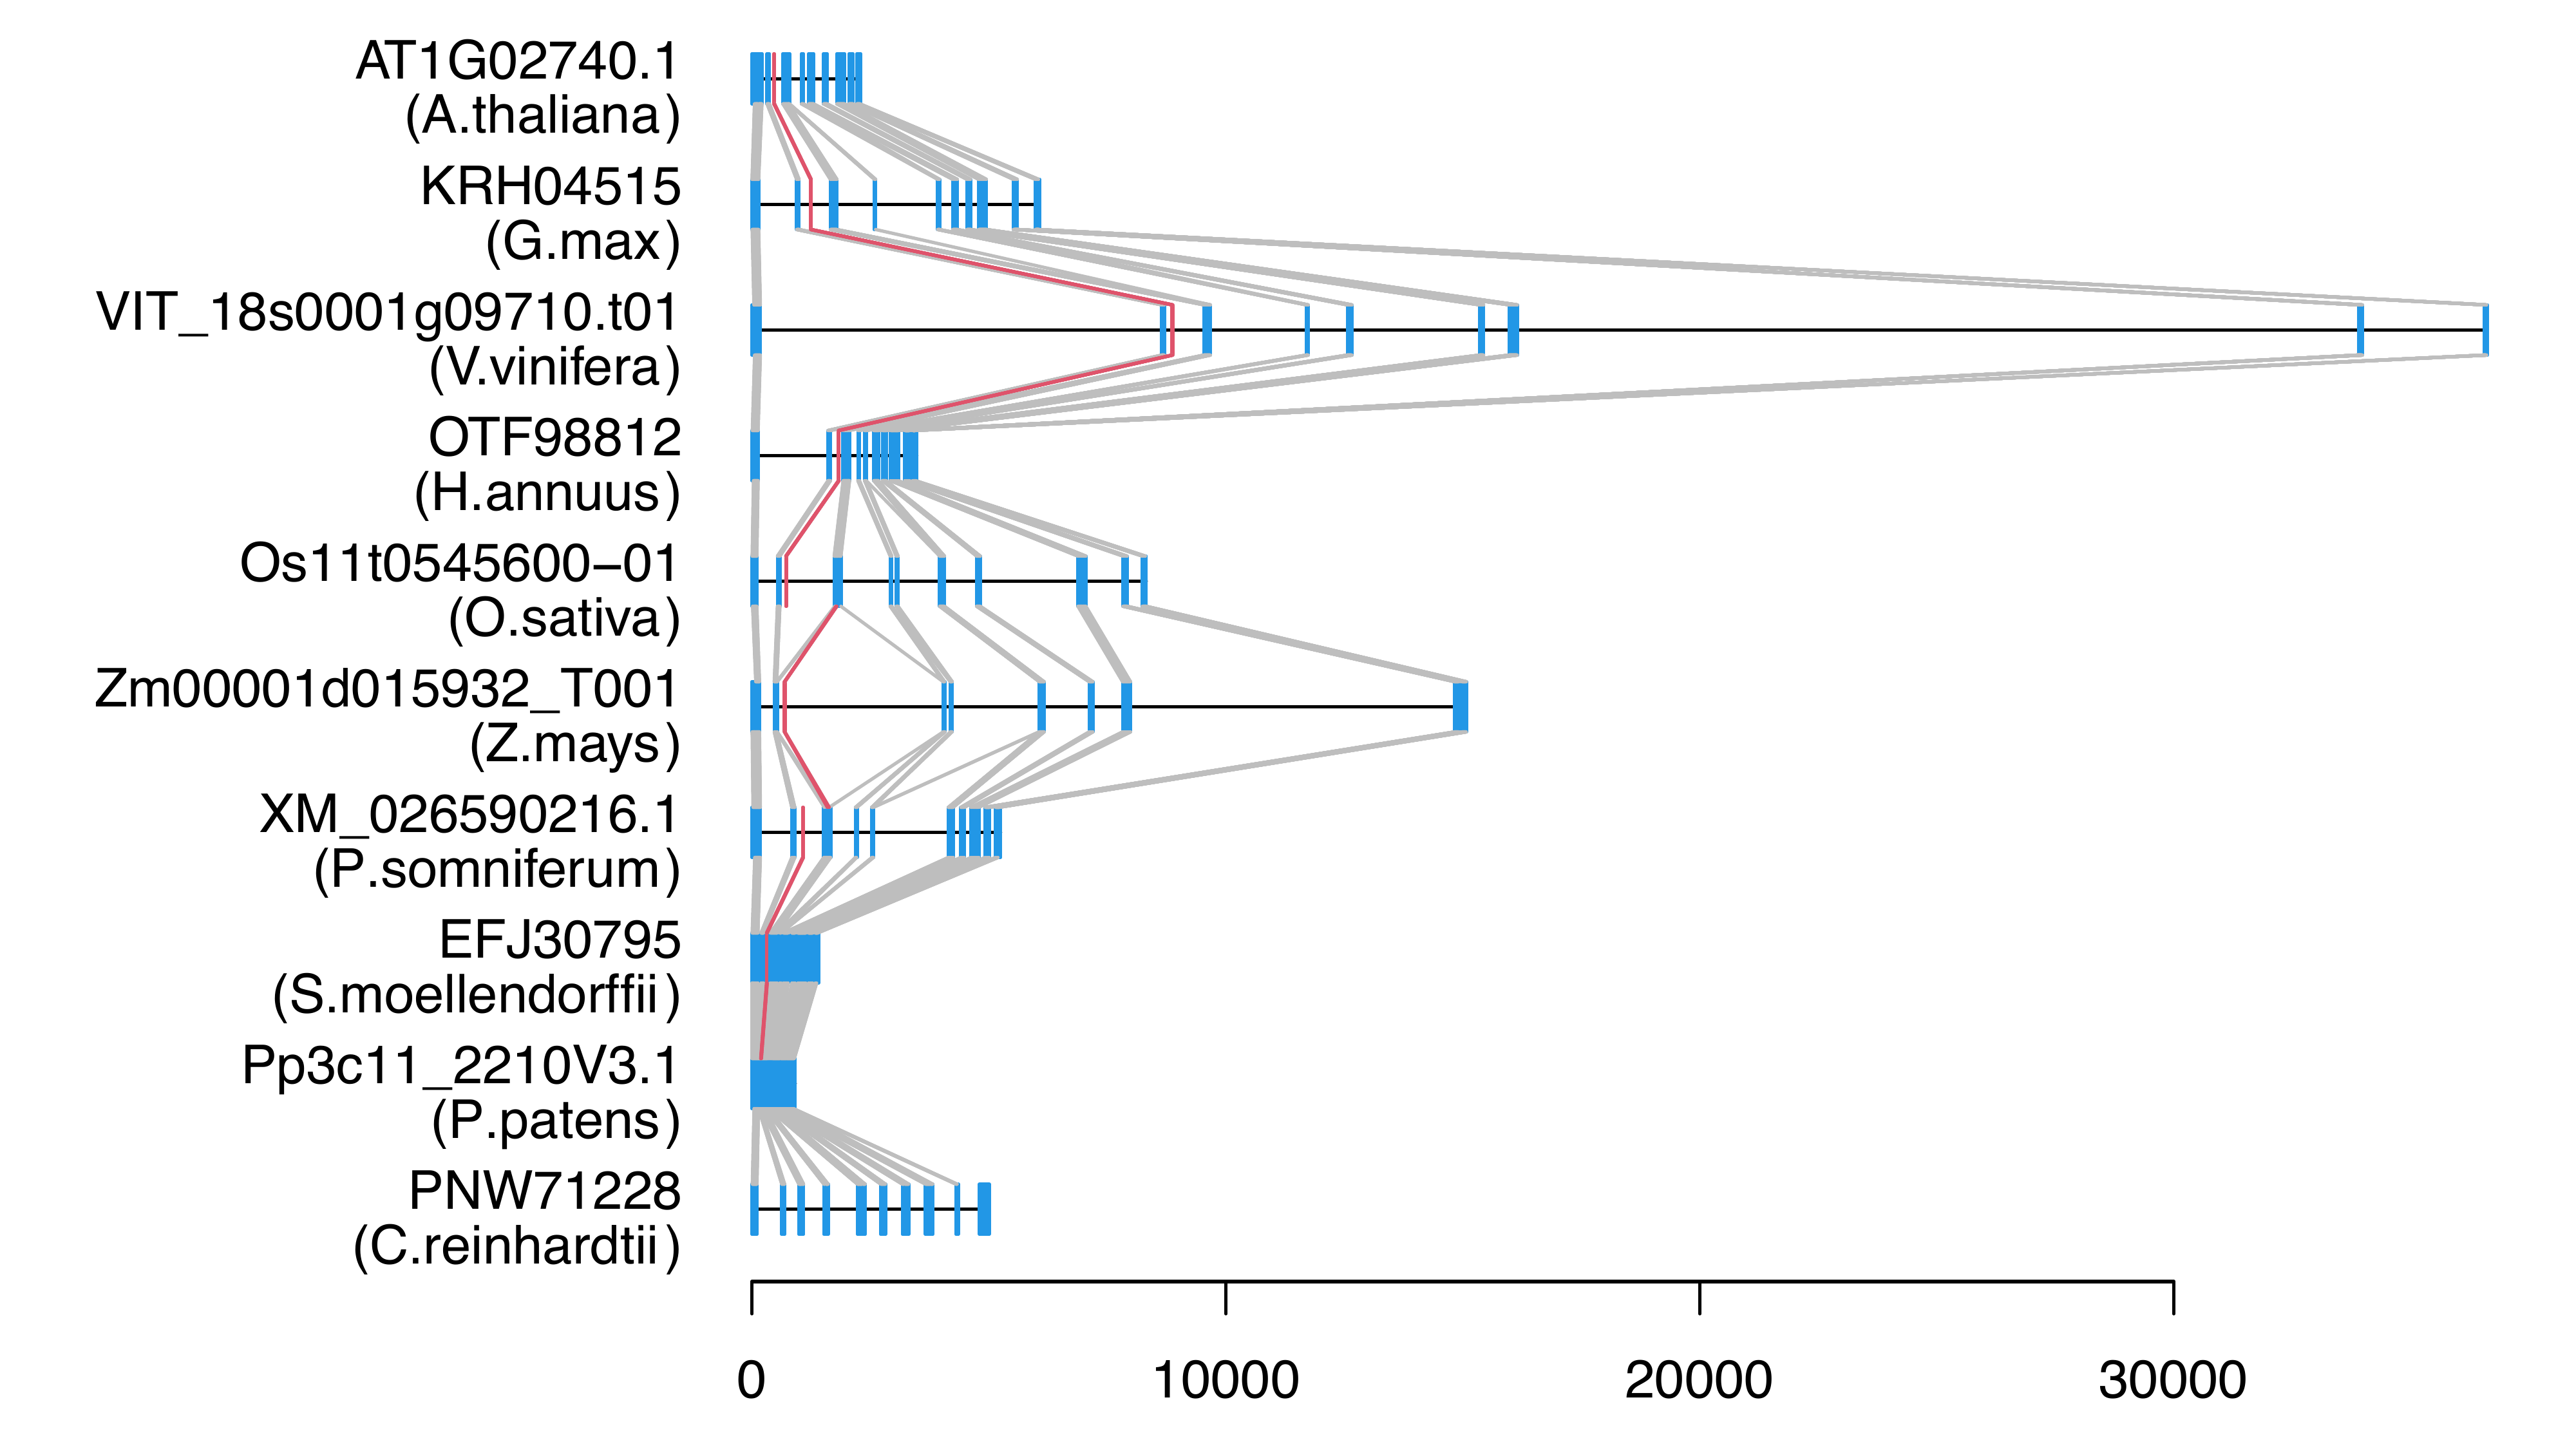 AT1G02740.1
(A.thaliana)
KRH04515
(G.max)
VIT_18s0001g09710.t01
(V.vinifera)
OTF98812
(H.annuus)
Os11t0545600−01
(O.sativa)
Zm00001d015932_T001
(Z.mays)
XM_026590216.1
(P.somniferum)
EFJ30795
(S.moellendorffii)
Pp3c11_2210V3.1
(P.patens)
PNW71228
(C.reinhardtii)
0 10000 20000 30000